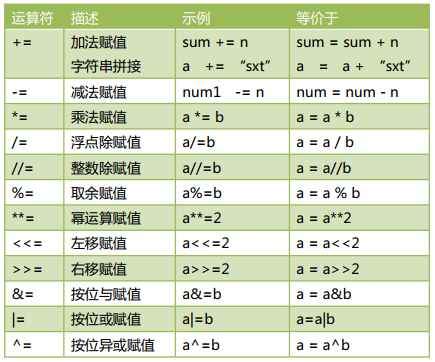 运算符 描述 示例 等价于
+= 加法赋值 sum += n sum = sum + n
字符串拼接 a += “sxt” a = a + “sxt”
-= 减法赋值 num1 -= n num = num - n
*= 乘法赋值 a *= b a = a * b
/= 浮点除赋值 a/=b a = a / b
//= 整数除赋值 a//=b a = a//b
%= 取余赋值 a%=b a = a % b
**= 幂运算赋值 a**=2 a = a**2
<<= 左移赋值 a<<=2 a = a<<2
>>= 右移赋值 a>>=2 a = a>>2
&= 按位与赋值 a&=b a = a&b
|= 按位或赋值 a|=b a=a|b
^= 按位异或赋值 a^=b a = a^b